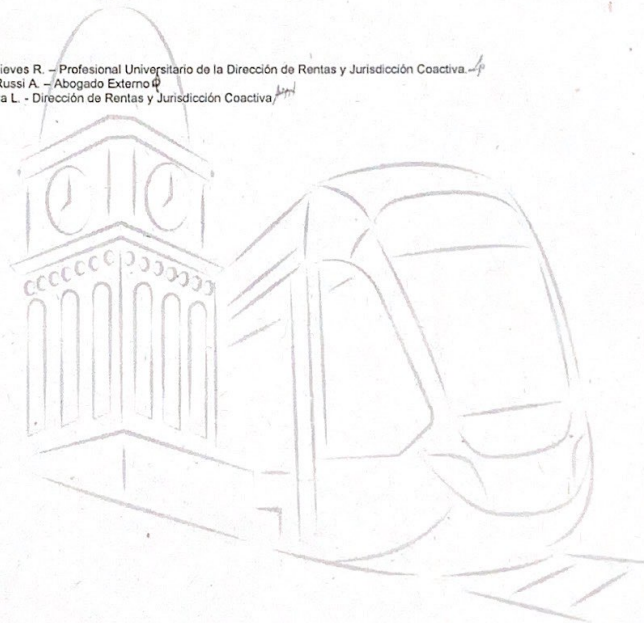 ieves R. – Profesional Universitario de la Dirección de Rentas y Jurisdicción Coactiva.
Russi A. – Abogado Externo
a L. - Dirección de Rentas y Jurisdicción Coactiva